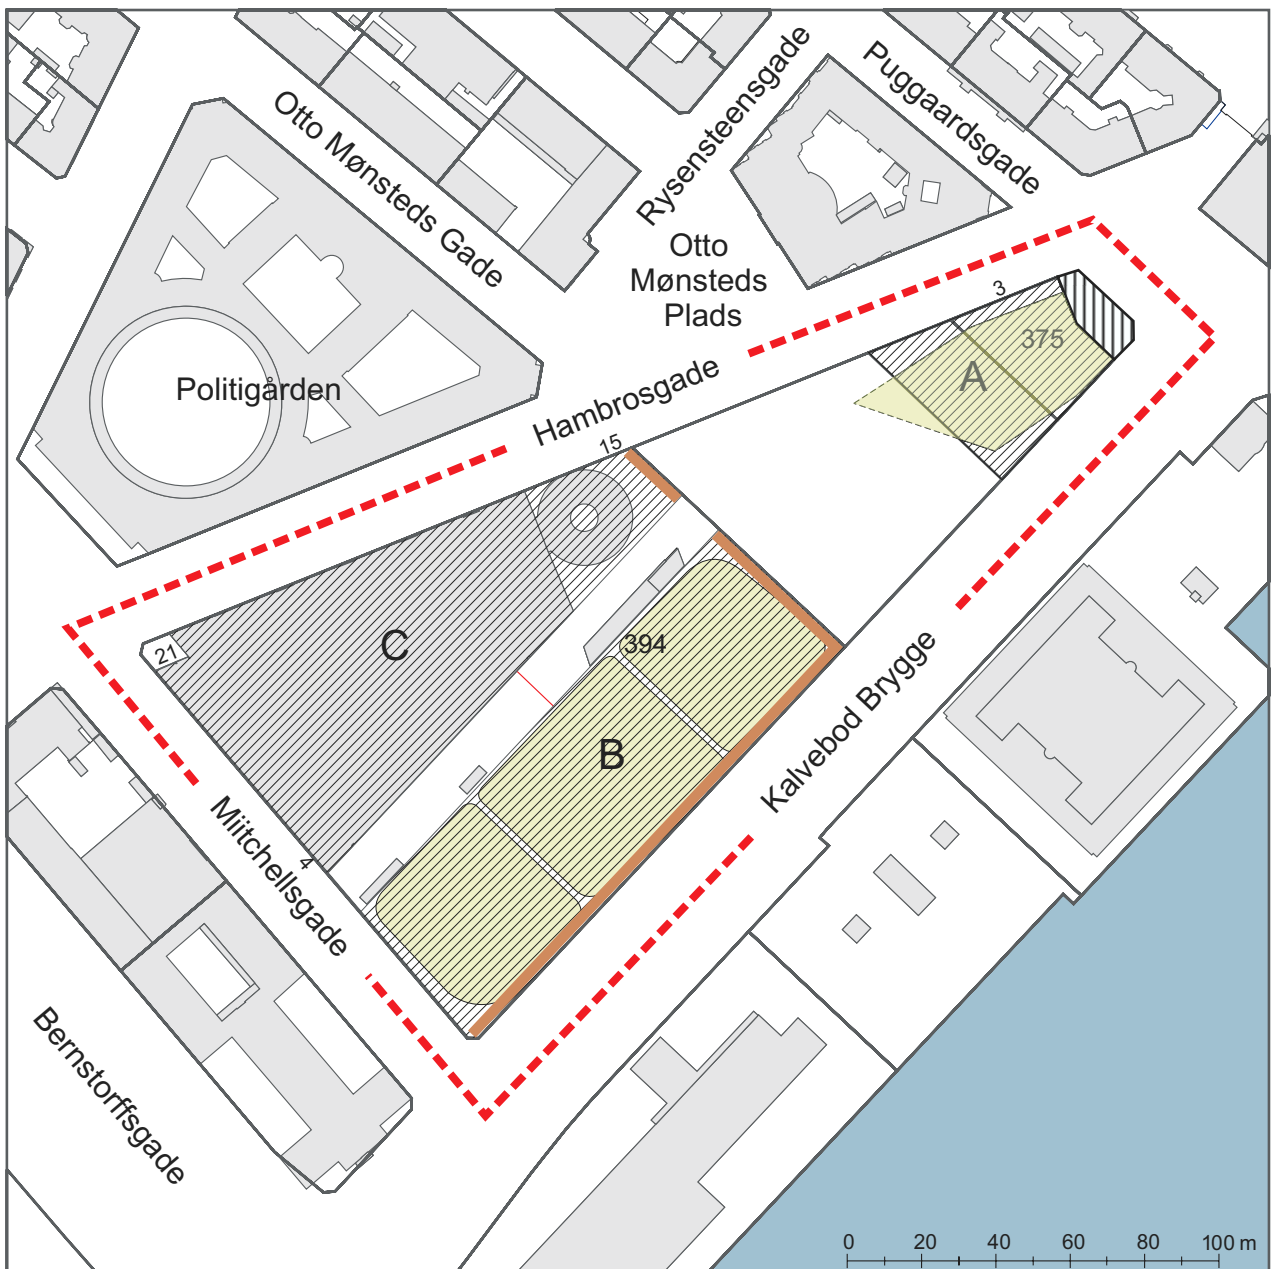 Otto Mønsteds Gade
Rysensteensgade
Puggaardsgade
Otto
Mønsteds
Plads
3
375
A
Politigården
Hambrosgade
15
C
21
394
B
Kalvebod Brygge
Miitchellsgade
4
Bernstorffsgade
0 20 40 60 80 100 m